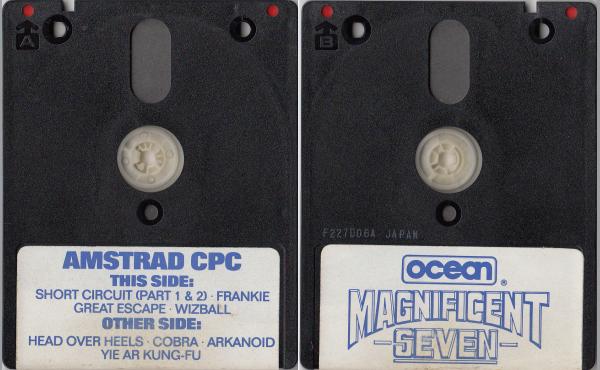 A
AMSTRAD CPC
THIS SIDE:
SHORT CIRCUIT (PART 1 & 2) · FRANKIE
GREAT ESCAPE · WIZBALL
OTHER SIDE:
HEAD OVER HEELS · COBRA · ARKANOID
YIE AR KUNG-FU
B
F227D06A JAPAN
ocean ®
MAGNIFICENT
SEVEN